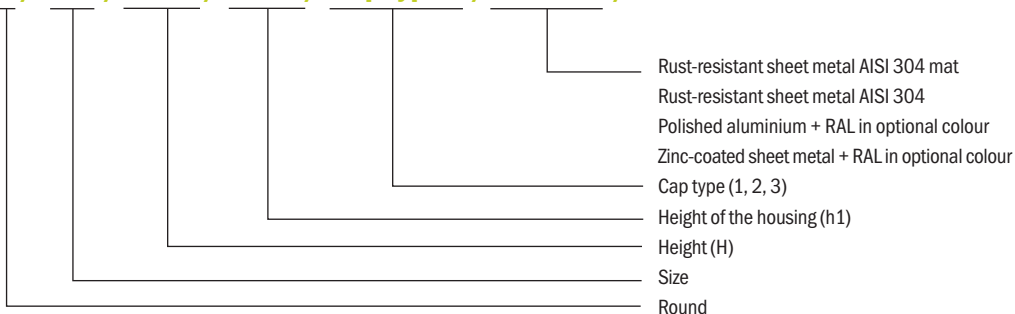 Rust-resistant sheet metal AISI 304 mat
Rust-resistant sheet metal AISI 304
Polished aluminium + RAL in optional colour
Zinc-coated sheet metal + RAL in optional colour
Cap type (1, 2, 3)
Height of the housing (h1)
Height (H)
Size
Round